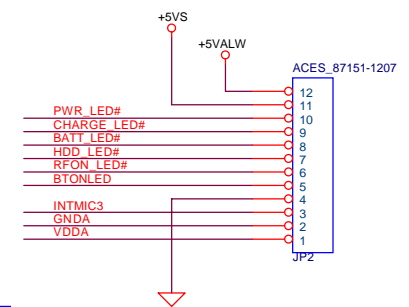 +5VS
+5VALW
ACES_87151-1207
12
11
PWR_LED# 10
CHARGE_LED# 9
BATT_LED# 8
HDD_LED# 7
RFON_LED# 6
BTONLED 5
4
INTMIC3 3
GNDA 2
VDDA 1
JP2